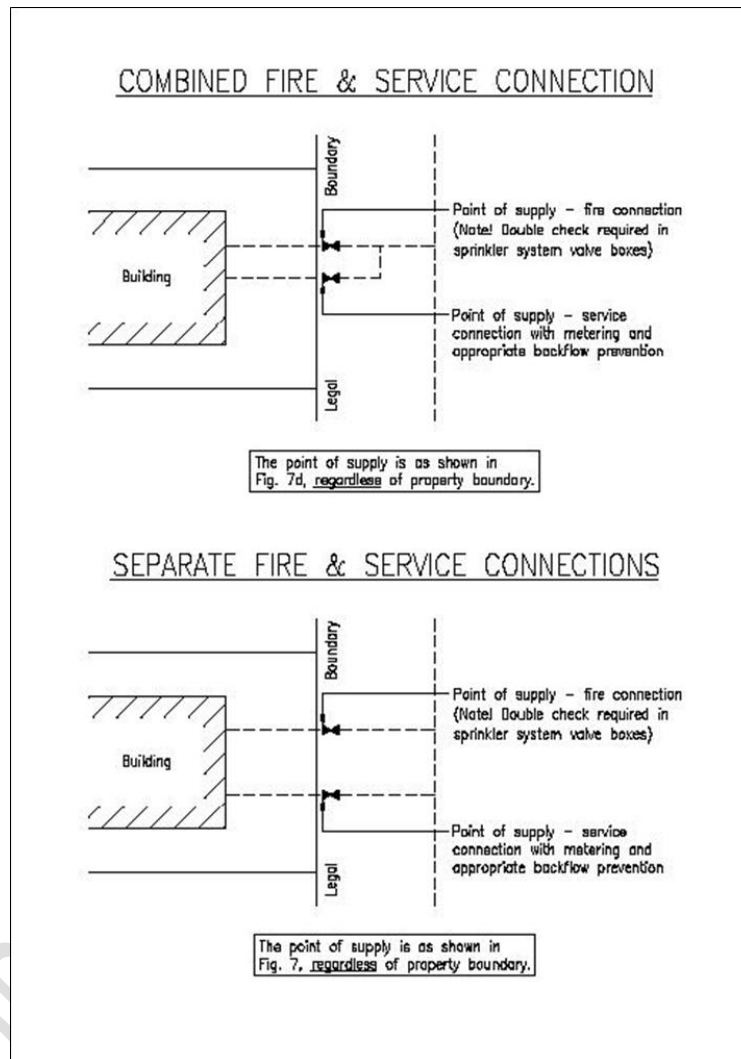 COMBINED FIRE & SERVICE CONNECTION
Boundary
Point of supply - fire connection
(Note! Double check required in
sprinkler system valve boxes)
Building
Point of supply - service
connection with metering and
appropriate backflow prevention
Legal
The point of supply is as shown in
Fig. 7d, regardless of property boundary.
SEPARATE FIRE & SERVICE CONNECTIONS
Boundary
Point of supply - fire connection
(Note! Double check required in
sprinkler system valve boxes)
Building
Point of supply - service
connection with metering and
appropriate backflow prevention
Legal
The point of supply is as shown in
Fig. 7, regardless of property boundary.